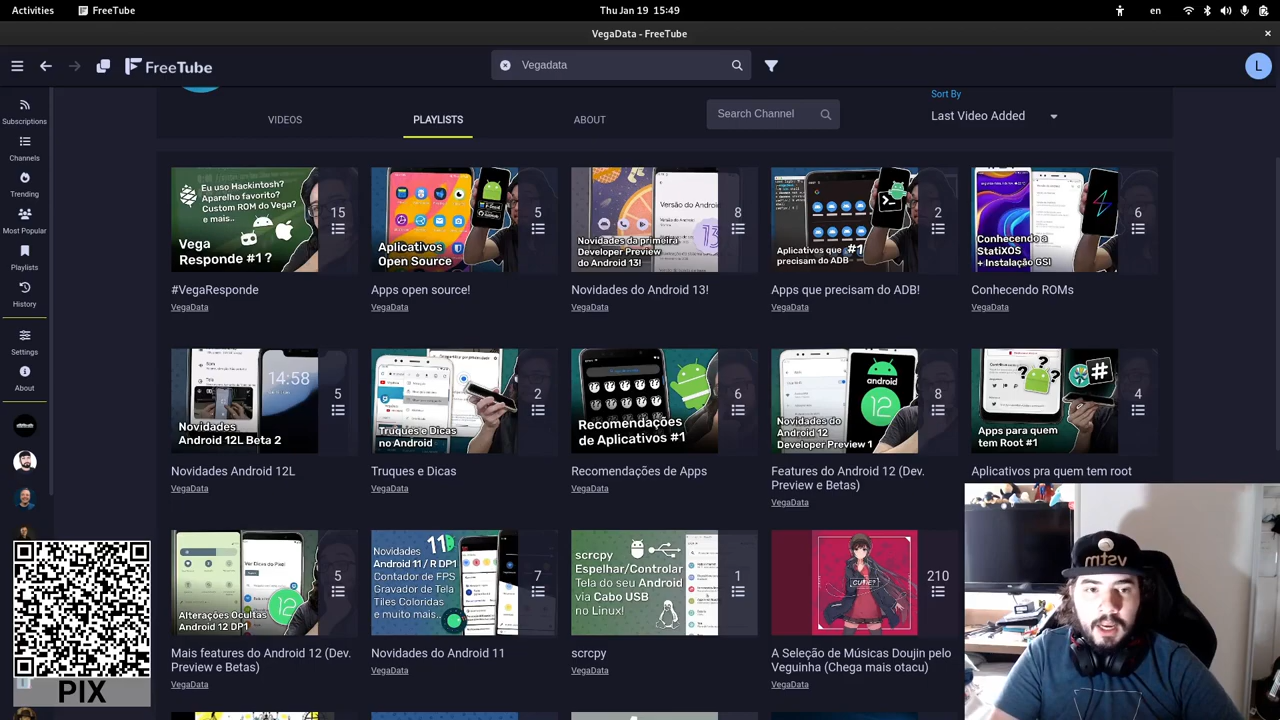 Activities
FreeTube
Thu Jan 19 15:49
en
VegaData - FreeTube
FreeTube
Vegadata
L
Subscriptions
Channels
Trending
Most Popular
Playlists
History
Settings
About
VIDEOS
PLAYLISTS
ABOUT
Search Channel
Sort By
Last Video Added
Eu uso Hackintosh?
Aparelho favorito?
Custom ROM do Vega?
e mais..
Vega
Responde #1 ?
15
#VegaResponde
VegaData
Aplicativos
Open Source
5
Apps open source!
VegaData
Versão do Androi
Novidades da primeira
Developer Preview
do Android 13!
8
Novidades do Android 13!
VegaData
Aplicativos que #1
precisam do ADB
2
Apps que precisam do ADB!
VegaData
Conhecendo a
StatiXOS
+ Instalação GSI
6
Conhecendo ROMs
VegaData
14:58
Novidades
Android 12L Beta 2
5
Novidades Android 12L
VegaData
Truques e Dicas
no Android
2
Truques e Dicas
VegaData
Recomendações
de Aplicativos #1
6
Recomendações de Apps
VegaData
android
12
Novidades do
Android 12
Developer Preview 1
8
Features do Android 12 (Dev.
Preview e Betas)
VegaData
Apps para quem
tem Root #1
4
Aplicativos pra quem tem root
Alterações Ocultas
Android 12 DP1
5
Mais features do Android 12 (Dev.
Preview e Betas)
VegaData
Novidades 11
Android 11 / R DP1
Contador de FPS
Gravador de Tela
Tiles Coloridas
e muito mais..
7
Novidades do Android 11
VegaData
scrcpy
Espelhar/Controlar
Tela do seu Android
via Cabo USB
no Linux!
1
scrcpy
VegaData
¿CUTIE?
210
A Seleção de Músicas Doujin pelo
Veguinha (Chega mais otacu)
VegaData
PIX